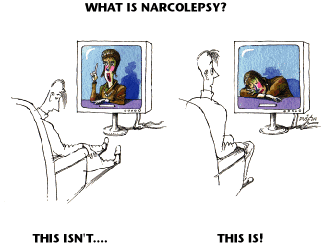 WHAT IS NARCOLEPSY?
THIS ISN'T....
THIS IS!